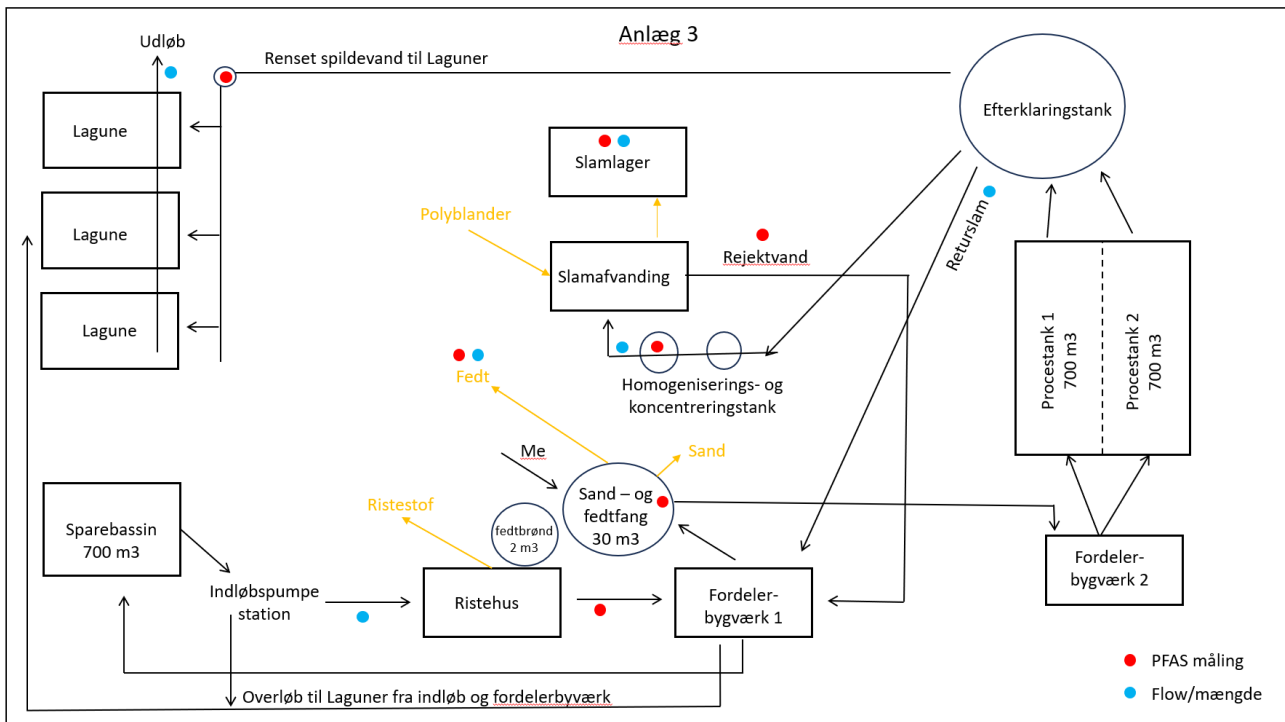 Anlæg 3
Udløb
Renset spildevand til Laguner
Efterklaringstank
Lagune
Slamlager
Polyblander
Returslam
Rejektvand
Lagune
Slamafvanding
Lagune
Procestank 1
700 m3
Procestank 2
700 m3
Fedt
Homogeniserings- og
koncentreringstank
Me
Sand
Sand – og
fedtfang
30 m3
Ristestof
fedtbrønd
2 m3
Sparebassin
700 m3
Fordeler-
bygværk 2
Indløbspumpe
station
Ristehus
Fordeler-
bygværk 1
PFAS måling
Flow/mængde
Overløb til Laguner fra indløb og fordelerbyværk